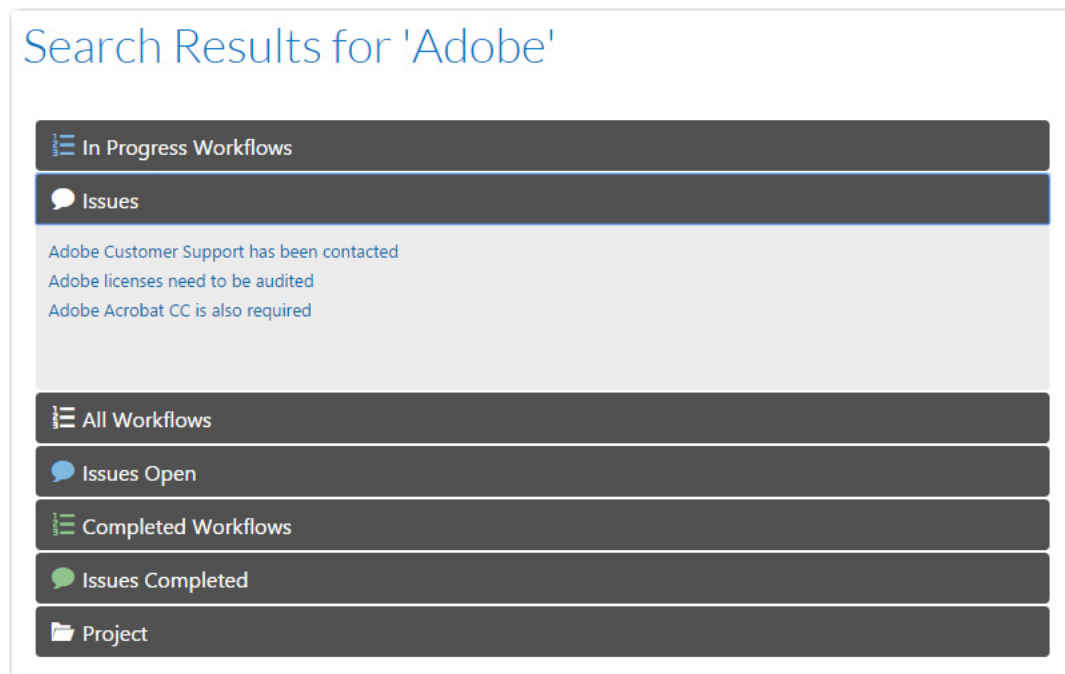 Search Results for 'Adobe'
In Progress Workflows
Issues
Adobe Customer Support has been contacted
Adobe licenses need to be audited
Adobe Acrobat CC is also required
All Workflows
Issues Open
Completed Workflows
Issues Completed
Project